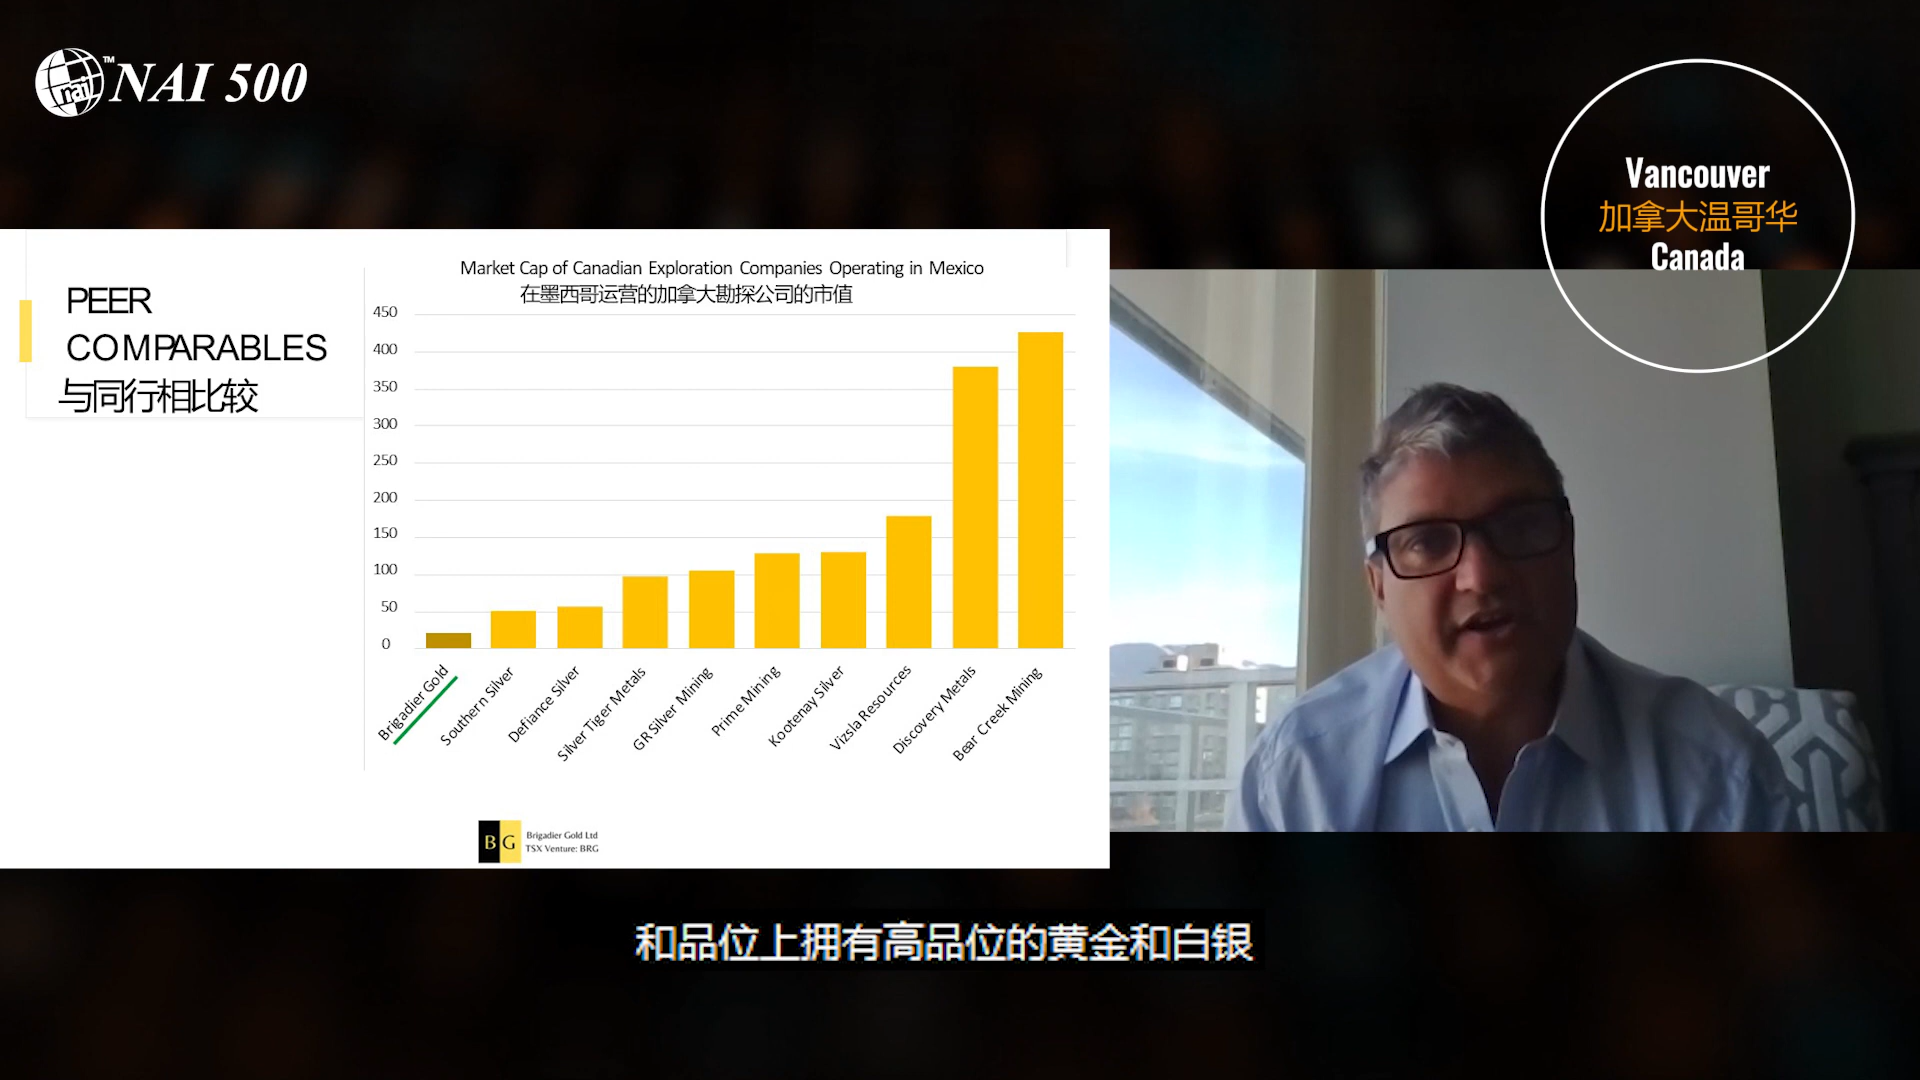 nai
™
NAI 500
Vancouver
加拿大温哥华
Canada
PEER
COMPARABLES
与同行相比较
Market Cap of Canadian Exploration Companies Operating in Mexico
在墨西哥运营的加拿大勘探公司的市值
450
400
350
300
250
200
150
100
50
0
Brigadier Gold
Southern Silver
Defiance Silver
Silver Tiger Metals
GR Silver Mining
Prime Mining
Kootenay Silver
Vizsla Resources
Discovery Metals
Bear Creek Mining
B G
Brigadier Gold Ltd
TSX Venture: BRG
和品位上拥有高品位的黄金和白银